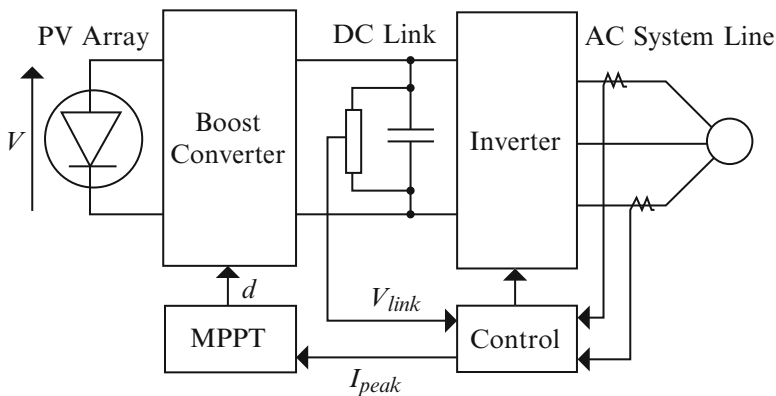 PV Array
DC Link
AC System Line
V
Boost
Converter
Inverter
d
V_link
MPPT
Control
I_peak